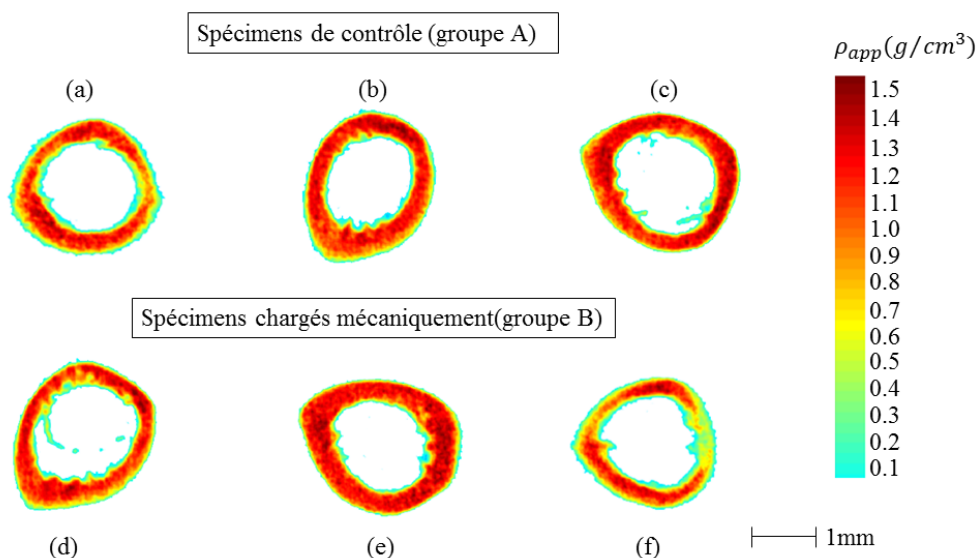 Spécimens de contrôle (groupe A)
ρ_app(g/cm³)
(a)
(b)
(c)
1.5
1.4
1.3
1.2
1.1
1.0
0.9
0.8
0.7
0.6
0.5
0.4
0.3
0.2
0.1
Spécimens chargés mécaniquement(groupe B)
(d)
(e)
(f)
1mm